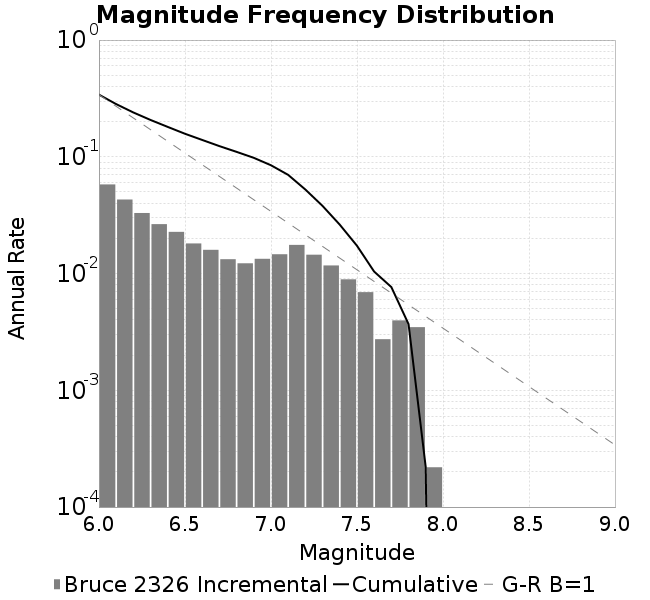 Magnitude Frequency Distribution
10^0
10^-1
10^-2
10^-3
10^-4
Annual Rate
6.0 6.5 7.0 7.5 8.0 8.5 9.0
Magnitude
Bruce 2326 Incremental Cumulative G-R B=1